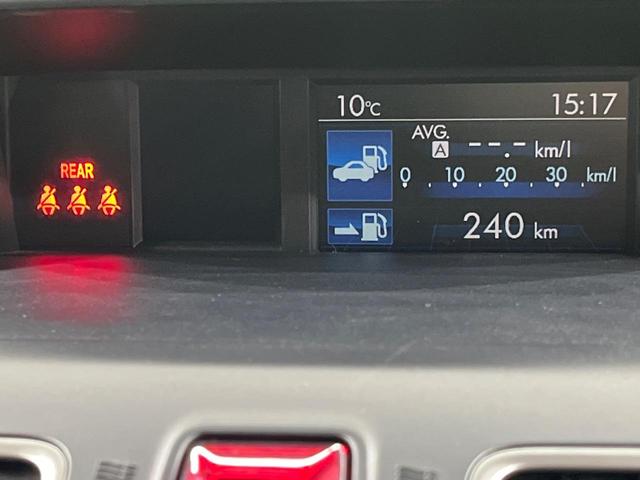 10°C 15:17
REAR
AVG.
A --.- km/l
0 10 20 30 km/l
240 km